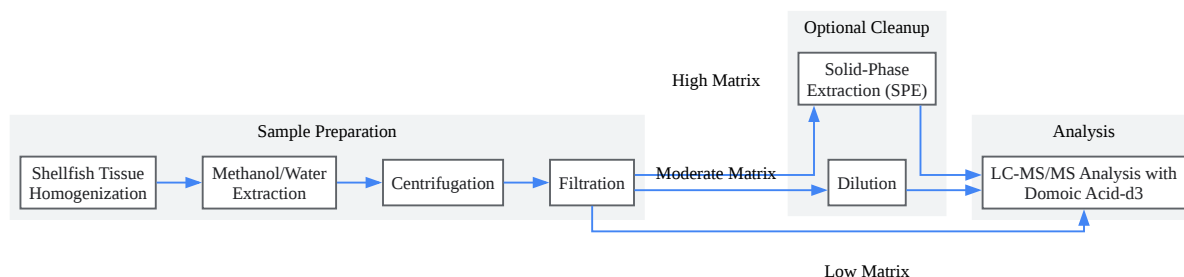 Optional Cleanup
Solid-Phase
Extraction (SPE)
High Matrix
Sample Preparation
Analysis
Shellfish Tissue
Homogenization
Methanol/Water
Extraction
Centrifugation
Filtration
Moderate Matrix
Dilution
LC-MS/MS Analysis with
Domoic Acid-d3
Low Matrix